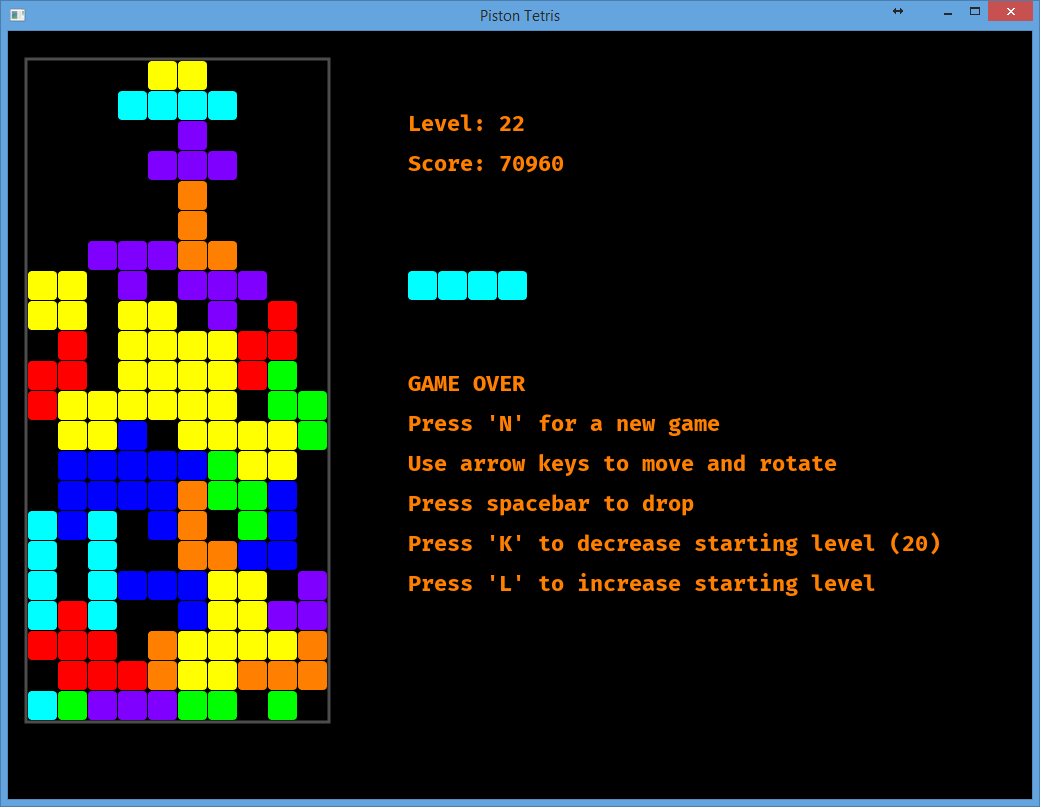 Piston Tetris
Level: 22
Score: 70960
GAME OVER
Press 'N' for a new game
Use arrow keys to move and rotate
Press spacebar to drop
Press 'K' to decrease starting level (20)
Press 'L' to increase starting level